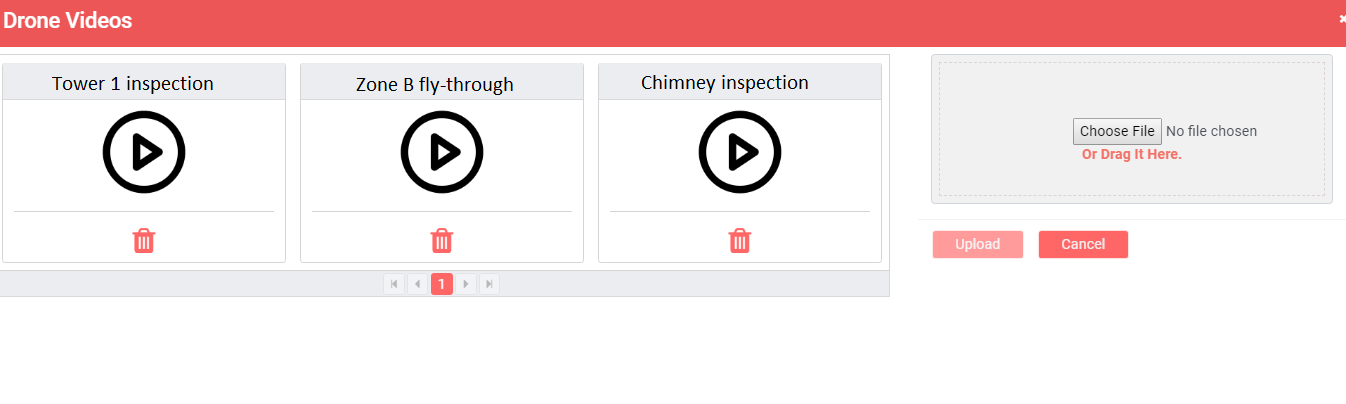 Drone Videos
Tower 1 inspection
Zone B fly-through
Chimney inspection
1
Choose File No file chosen
Or Drag It Here.
Upload
Cancel